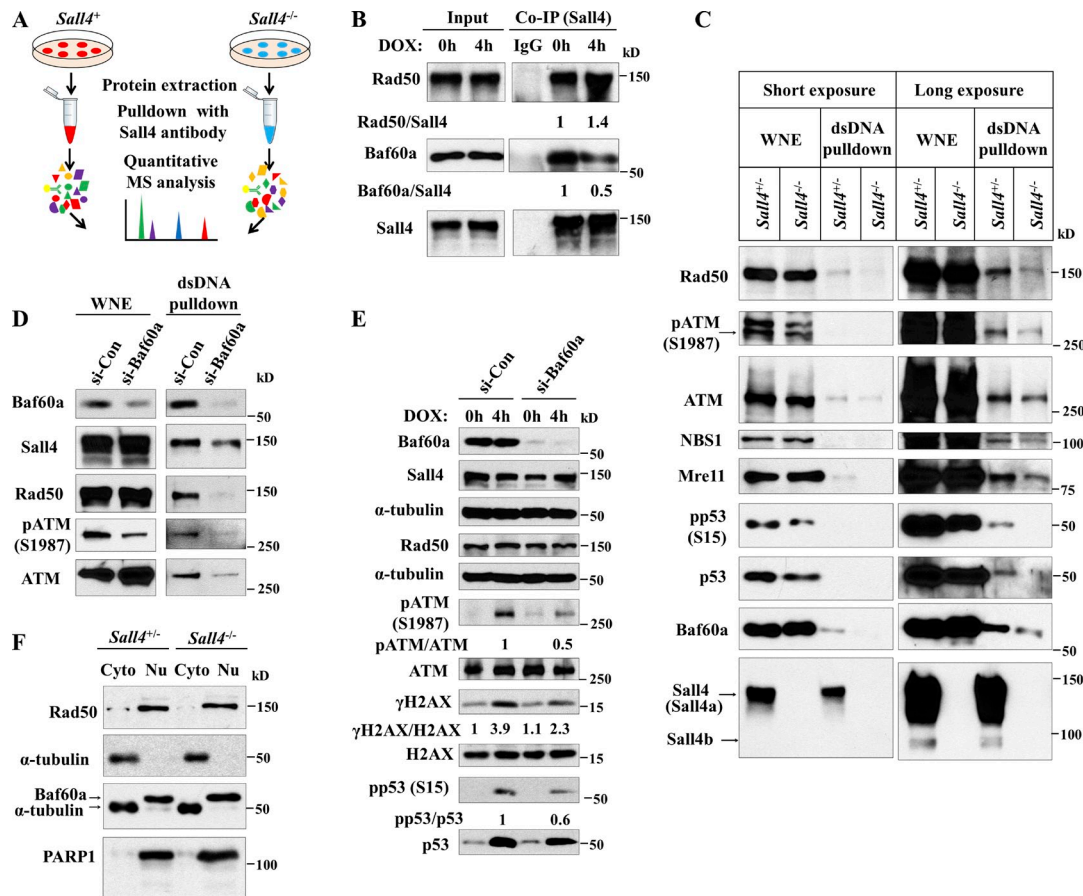 A
Sall4⁺
Sall4⁻/⁻
Protein extraction
Pulldown with
Sall4 antibody
Quantitative
MS analysis
B
Input
Co-IP (Sall4)
DOX: 0h 4h IgG 0h 4h kD
Rad50
150
Rad50/Sall4 1 1.4
Baf60a
50
Baf60a/Sall4 1 0.5
Sall4
150
C
Short exposure Long exposure
WNE dsDNA pulldown WNE dsDNA pulldown
Sall4⁺/⁻ Sall4⁻/⁻ Sall4⁺/⁻ Sall4⁻/⁻ Sall4⁺/⁻ Sall4⁻/⁻ Sall4⁺/⁻ Sall4⁻/⁻
kD
Rad50
150
pATM
(S1987)
250
ATM
250
NBS1
100
Mre11
75
pp53
(S15)
50
p53
50
Baf60a
50
Sall4
(Sall4a)
150
Sall4b
100
D
WNE dsDNA pulldown
si-Con si-Baf60a si-Con si-Baf60a
kD
Baf60a
50
Sall4
150
Rad50
150
pATM
(S1987)
250
ATM
250
E
si-Con si-Baf60a
DOX: 0h 4h 0h 4h kD
Baf60a
50
Sall4
150
α-tubulin
50
Rad50
150
α-tubulin
50
pATM
(S1987)
250
pATM/ATM 1 0.5
ATM
250
γH2AX
15
γH2AX/H2AX 1 3.9 1.1 2.3
H2AX
15
pp53 (S15)
50
pp53/p53 1 0.6
p53
50
F
Sall4⁺/⁻ Sall4⁻/⁻
Cyto Nu Cyto Nu kD
Rad50
150
α-tubulin
50
Baf60a
α-tubulin
50
PARP1
100